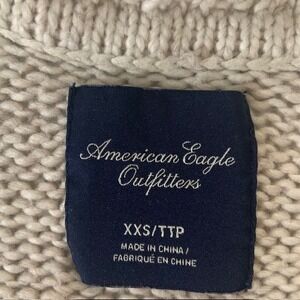 American Eagle
Outfitters
XXS/TTP
MADE IN CHINA /
FABRIQUÉ EN CHINE